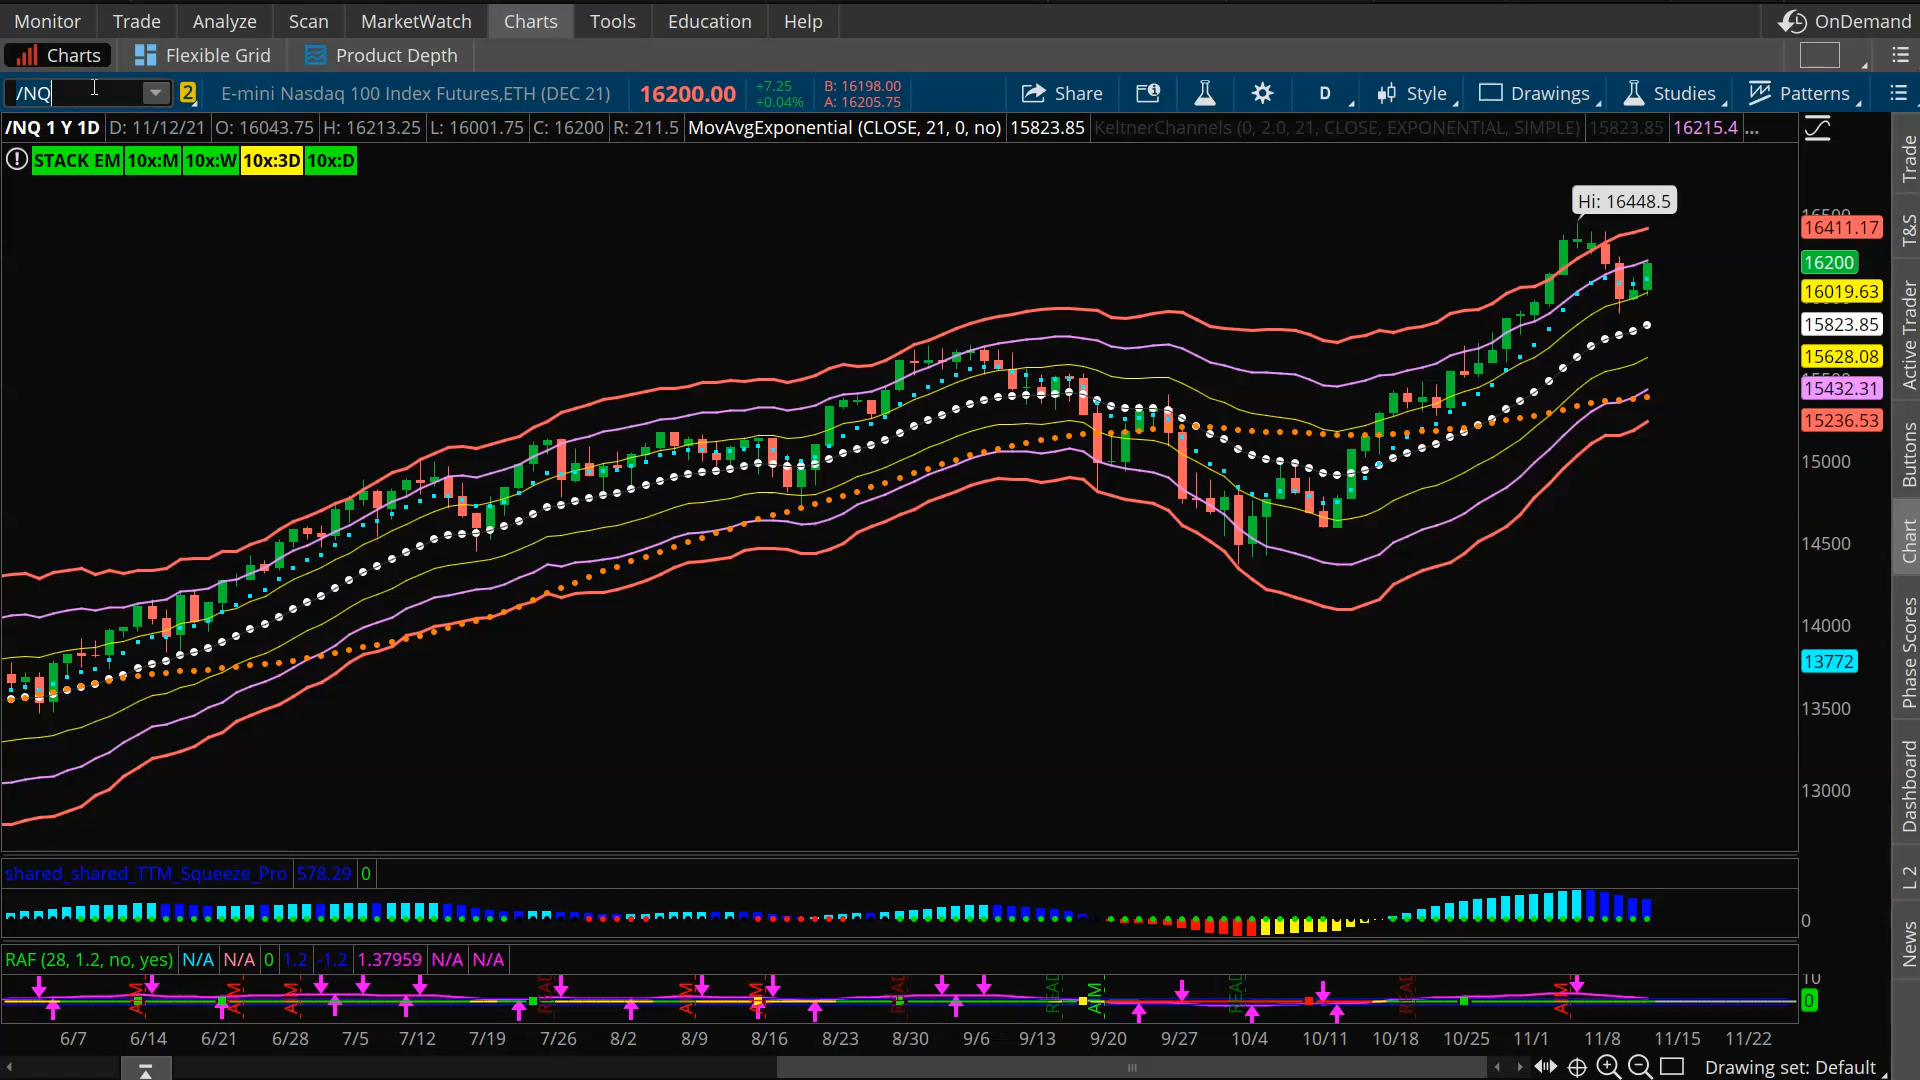 Monitor Trade Analyze Scan MarketWatch Charts Tools Education Help OnDemand
Charts Flexible Grid Product Depth
/NQ 2 E-mini Nasdaq 100 Index Futures,ETH (DEC 21) 16200.00 +7.25 +0.04% B: 16198.00 A: 16205.75 Share D Style Drawings Studies Patterns
/NQ 1 Y 1D D: 11/12/21 O: 16043.75 H: 16213.25 L: 16001.75 C: 16200 R: 211.5 MovAvgExponential (CLOSE, 21, 0, no) 15823.85 KeltnerChannels (0, 2.0, 21, CLOSE, EXPONENTIAL, SIMPLE) 15823.85 16215.4 ...
STACK EM 10x:M 10x:W 10x:3D 10x:D
Hi: 16448.5
16411.17
16200
16019.63
15823.85
15628.08
15432.31
15236.53
15000
14500
14000
13772
13500
13000
shared_shared_TTM_Squeeze_Pro 578.29 0
0
RAF (28, 1.2, no, yes) N/A N/A 0 1.2 -1.2 1.37959 N/A N/A
10
0
6/7 6/14 6/21 6/28 7/5 7/12 7/19 7/26 8/2 8/9 8/16 8/23 8/30 9/6 9/13 9/20 9/27 10/4 10/11 10/18 10/25 11/1 11/8 11/15 11/22
Drawing set: Default
Trade
T&S
Active Trader
Buttons
Chart
Phase Scores
Dashboard
L 2
News